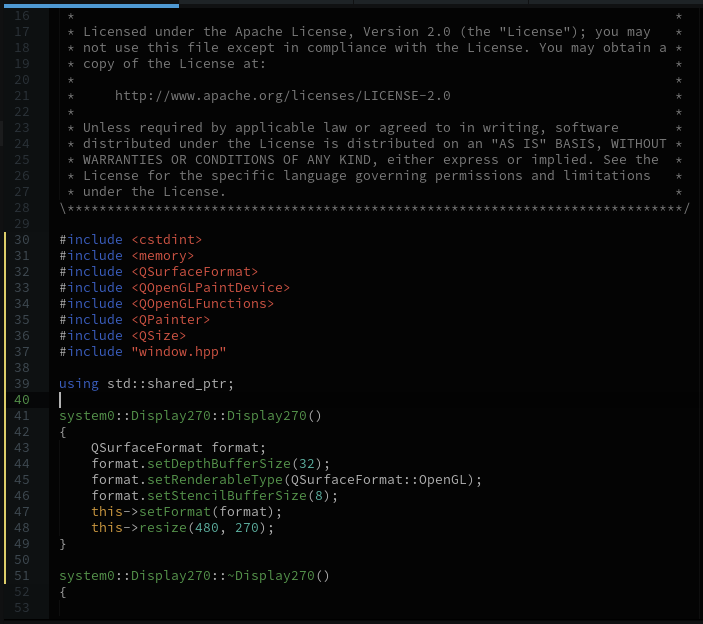 16  *                                                                           *
17  * Licensed under the Apache License, Version 2.0 (the "License"); you may   *
18  * not use this file except in compliance with the License. You may obtain a *
19  * copy of the License at:                                                   *
20  *                                                                           *
21  *     http://www.apache.org/licenses/LICENSE-2.0                            *
22  *                                                                           *
23  * Unless required by applicable law or agreed to in writing, software       *
24  * distributed under the License is distributed on an "AS IS" BASIS, WITHOUT *
25  * WARRANTIES OR CONDITIONS OF ANY KIND, either express or implied. See the  *
26  * License for the specific language governing permissions and limitations   *
27  * under the License.                                                        *
28 \*****************************************************************************/
29
30 #include <cstdint>
31 #include <memory>
32 #include <QSurfaceFormat>
33 #include <QOpenGLPaintDevice>
34 #include <QOpenGLFunctions>
35 #include <QPainter>
36 #include <QSize>
37 #include "window.hpp"
38
39 using std::shared_ptr;
40
41 system0::Display270::Display270()
42 {
43     QSurfaceFormat format;
44     format.setDepthBufferSize(32);
45     format.setRenderableType(QSurfaceFormat::OpenGL);
46     format.setStencilBufferSize(8);
47     this->setFormat(format);
48     this->resize(480, 270);
49 }
50
51 system0::Display270::~Display270()
52 {
53